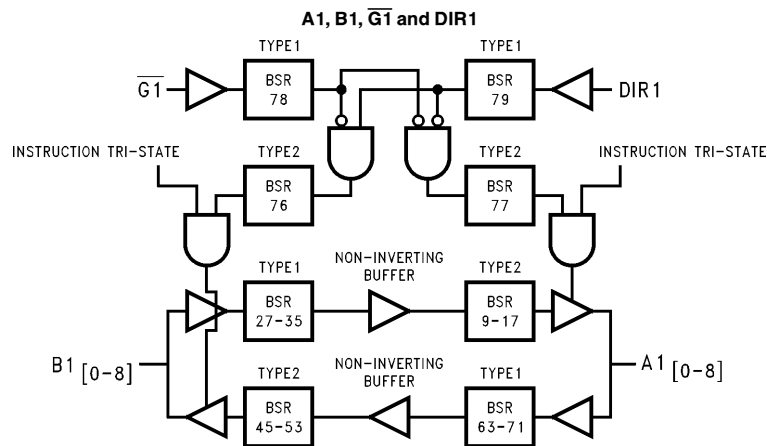 A1, B1, G1 and DIR1
TYPE1
TYPE1
G1
BSR
78
BSR
79
DIR1
INSTRUCTION TRI-STATE
TYPE2
TYPE2
INSTRUCTION TRI-STATE
BSR
76
BSR
77
TYPE1
NON-INVERTING
BUFFER
TYPE2
BSR
27-35
BSR
9-17
B1 [0-8]
A1 [0-8]
TYPE2
NON-INVERTING
BUFFER
TYPE1
BSR
45-53
BSR
63-71